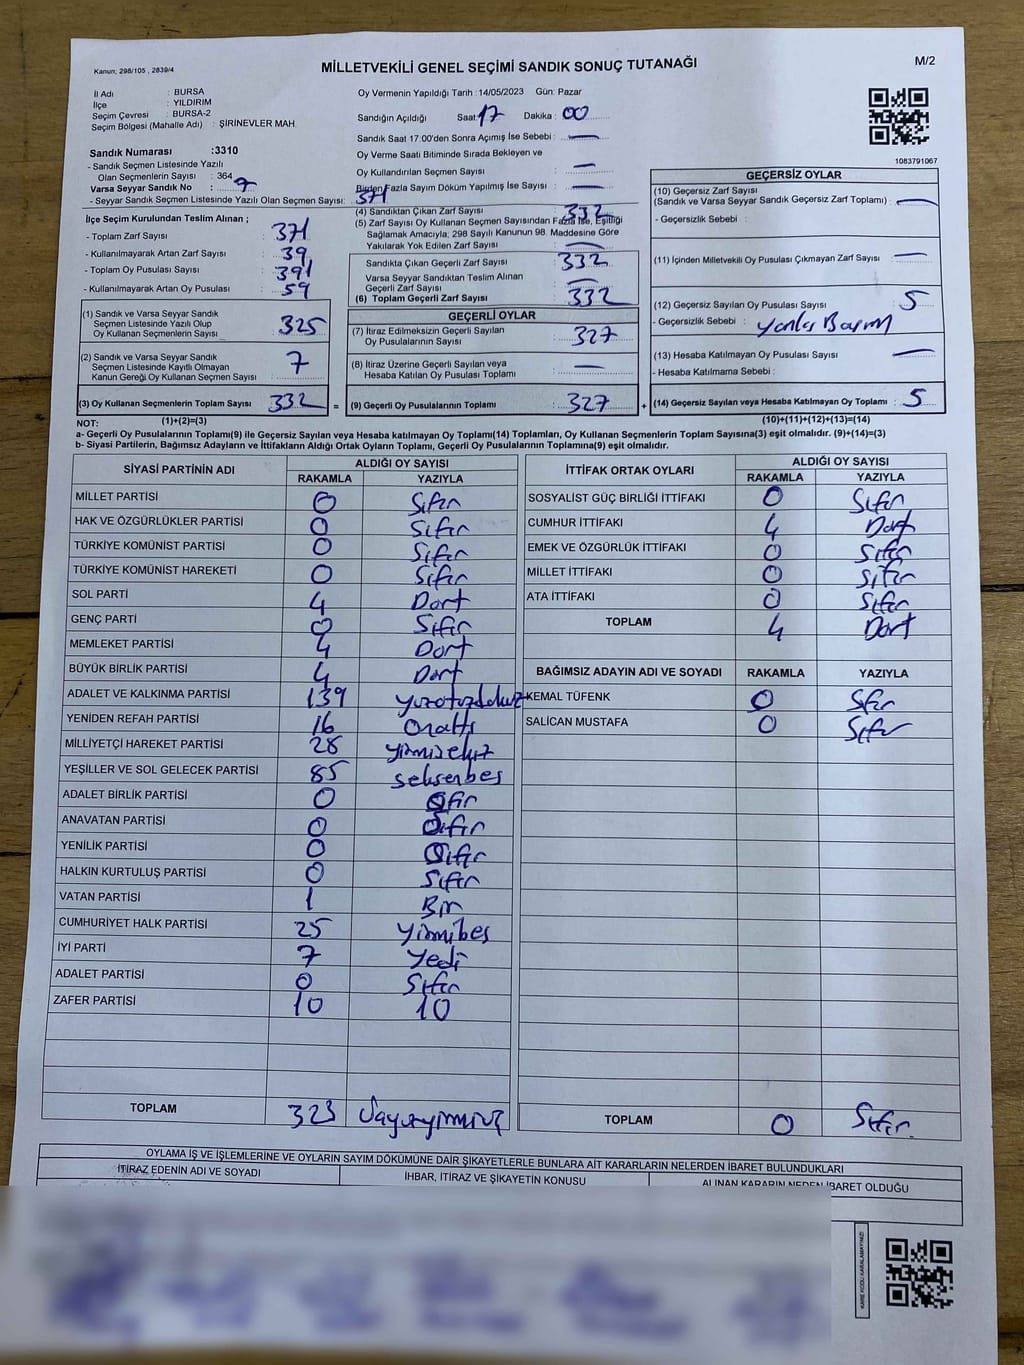 Kanun; 298/105 , 2839/4
MİLLETVEKİLİ GENEL SEÇİMİ SANDIK SONUÇ TUTANAĞI
M/2
İl Adı : BURSA
İlçe : YILDIRIM
Seçim Çevresi : BURSA-2
Seçim Bölgesi (Mahalle Adı) : ŞİRİNEVLER MAH.
Sandık Numarası :3310
- Sandık Seçmen Listesinde Yazılı
Olan Seçmenlerin Sayısı : 364
Varsa Seyyar Sandık No :
- Seyyar Sandık Seçmen Listesinde Yazılı Olan Seçmen Sayısı:
İlçe Seçim Kurulundan Teslim Alınan ;
- Toplam Zarf Sayısı : 371
- Kullanılmayarak Artan Zarf Sayısı : 39
- Toplam Oy Pusulası Sayısı : 391
- Kullanılmayarak Artan Oy Pusulası : 59
(1) Sandık ve Varsa Seyyar Sandık
Seçmen Listesinde Yazılı Olup
Oy Kullanan Seçmenlerin Sayısı : 325
(2) Sandık ve Varsa Seyyar Sandık
Seçmen Listesinde Kayıtlı Olmayan
Kanun Gereği Oy Kullanan Seçmen Sayısı : 7
(3) Oy Kullanan Seçmenlerin Toplam Sayısı : 332
Oy Vermenin Yapıldığı Tarih :14/05/2023 Gün: Pazar
Sandığın Açıldığı Saat: 17 Dakika : 00
Sandık Saat 17:00'den Sonra Açılmış İse Sebebi : —
Oy Verme Saati Bitiminde Sırada Bekleyen ve
Oy Kullandırılan Seçmen Sayısı : —
Birden Fazla Sayım Döküm Yapılmış İse Sayısı : —
371
(4) Sandıktan Çıkan Zarf Sayısı : 332
(5) Zarf Sayısı Oy Kullanan Seçmen Sayısından Fazla İse, Eşitliği
Sağlamak Amacıyla; 298 Sayılı Kanunun 98. Maddesine Göre
Yakılarak Yok Edilen Zarf Sayısı : —
Sandıkta Çıkan Geçerli Zarf Sayısı : 332
Varsa Seyyar Sandıktan Teslim Alınan
Geçerli Zarf Sayısı : —
(6) Toplam Geçerli Zarf Sayısı : 332
GEÇERLİ OYLAR
(7) İtiraz Edilmeksizin Geçerli Sayılan
Oy Pusulalarının Sayısı : 327
(8) İtiraz Üzerine Geçerli Sayılan veya
Hesaba Katılan Oy Pusulası Toplamı : —
= (9) Geçerli Oy Pusulalarının Toplamı : 327
1083791067
GEÇERSİZ OYLAR
(10) Geçersiz Zarf Sayısı
(Sandık ve Varsa Seyyar Sandık Geçersiz Zarf Toplamı) : —
- Geçersizlik Sebebi :
(11) İçinden Milletvekili Oy Pusulası Çıkmayan Zarf Sayısı : —
(12) Geçersiz Sayılan Oy Pusulası Sayısı : 5
- Geçersizlik Sebebi :
(13) Hesaba Katılmayan Oy Pusulası Sayısı : —
- Hesaba Katılmama Sebebi :
+ (14) Geçersiz Sayılan veya Hesaba Katılmayan Oy Toplamı : 5
NOT: (1)+(2)=(3) (10)+(11)+(12)+(13)=(14)
a- Geçerli Oy Pusulalarının Toplamı(9) ile Geçersiz Sayılan veya Hesaba katılmayan Oy Toplamı(14) Toplamları, Oy Kullanan Seçmenlerin Toplam Sayısına(3) eşit olmalıdır. (9)+(14)=(3)
b- Siyasi Partilerin, Bağımsız Adayların ve İttifakların Aldığı Ortak Oyların Toplamı, Geçerli Oy Pusulalarının Toplamına(9) eşit olmalıdır.
SİYASİ PARTİNİN ADI ALDIĞI OY SAYISI
RAKAMLA YAZIYLA
MİLLET PARTİSİ 0 Sıfır
HAK VE ÖZGÜRLÜKLER PARTİSİ 0 Sıfır
TÜRKİYE KOMÜNİST PARTİSİ 0 Sıfır
TÜRKİYE KOMÜNİST HAREKETİ 0 Sıfır
SOL PARTİ 4 Dört
GENÇ PARTİ 0 Sıfır
MEMLEKET PARTİSİ 4 Dört
BÜYÜK BİRLİK PARTİSİ 4 Dört
ADALET VE KALKINMA PARTİSİ 139 yüzotuzdokuz
YENİDEN REFAH PARTİSİ 16 Onaltı
MİLLİYETÇİ HAREKET PARTİSİ 28 yirmisekiz
YEŞİLLER VE SOL GELECEK PARTİSİ 85 seksenbeş
ADALET BİRLİK PARTİSİ 0 Sıfır
ANAVATAN PARTİSİ 0 Sıfır
YENİLİK PARTİSİ 0 Sıfır
HALKIN KURTULUŞ PARTİSİ 0 Sıfır
VATAN PARTİSİ 1 Bir
CUMHURİYET HALK PARTİSİ 25 yirmibeş
İYİ PARTİ 7 yedi
ADALET PARTİSİ 0 Sıfır
ZAFER PARTİSİ 10 10
TOPLAM 323
İTTİFAK ORTAK OYLARI ALDIĞI OY SAYISI
RAKAMLA YAZIYLA
SOSYALİST GÜÇ BİRLİĞİ İTTİFAKI 0 Sıfır
CUMHUR İTTİFAKI 4 Dört
EMEK VE ÖZGÜRLÜK İTTİFAKI 0 Sıfır
MİLLET İTTİFAKI 0 Sıfır
ATA İTTİFAKI 0 Sıfır
TOPLAM 4 Dört
BAĞIMSIZ ADAYIN ADI VE SOYADI RAKAMLA YAZIYLA
KEMAL TÜFENK 0 Sıfır
SALİCAN MUSTAFA 0 Sıfır
TOPLAM 0 Sıfır
OYLAMA İŞ VE İŞLEMLERİNE VE OYLARIN SAYIM DÖKÜMÜNE DAİR ŞİKAYETLERLE BUNLARA AİT KARARLARIN NELERDEN İBARET BULUNDUKLARI
İTİRAZ EDENİN ADI VE SOYADI İHBAR, İTİRAZ VE ŞİKAYETİN KONUSU ALINAN KARARIN NEDEN İBARET OLDUĞU
KARE KODU KARALAMAYINIZ!